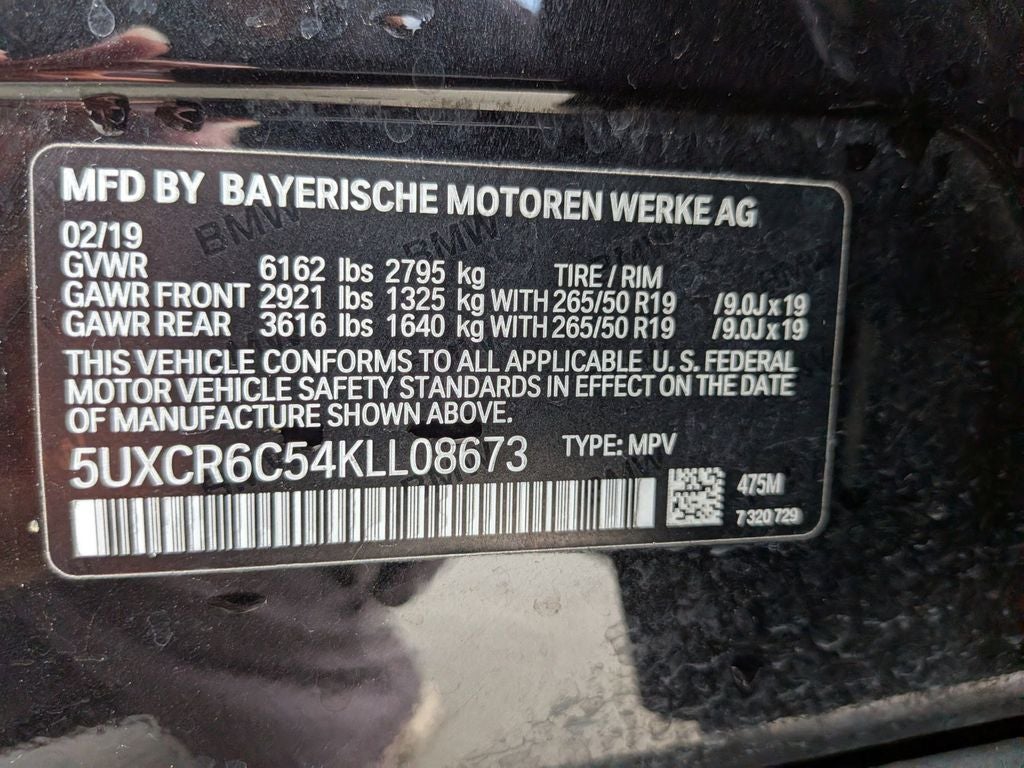 MFD BY BAYERISCHE MOTOREN WERKE AG
02/19
GVWR 6162 lbs 2795 kg TIRE / RIM
GAWR FRONT 2921 lbs 1325 kg WITH 265/50 R19 /9.0J x 19
GAWR REAR 3616 lbs 1640 kg WITH 265/50 R19 /9.0J x 19
THIS VEHICLE CONFORMS TO ALL APPLICABLE U.S. FEDERAL
MOTOR VEHICLE SAFETY STANDARDS IN EFFECT ON THE DATE
OF MANUFACTURE SHOWN ABOVE.
5UXCR6C54KLL08673 TYPE: MPV
475M
7 320 729